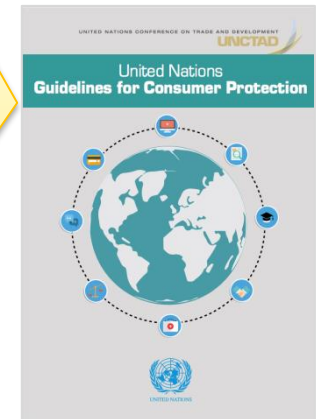 UNITED NATIONS CONFERENCE ON TRADE AND DEVELOPMENT
UNCTAD
United Nations
Guidelines for Consumer Protection
UNITED NATIONS